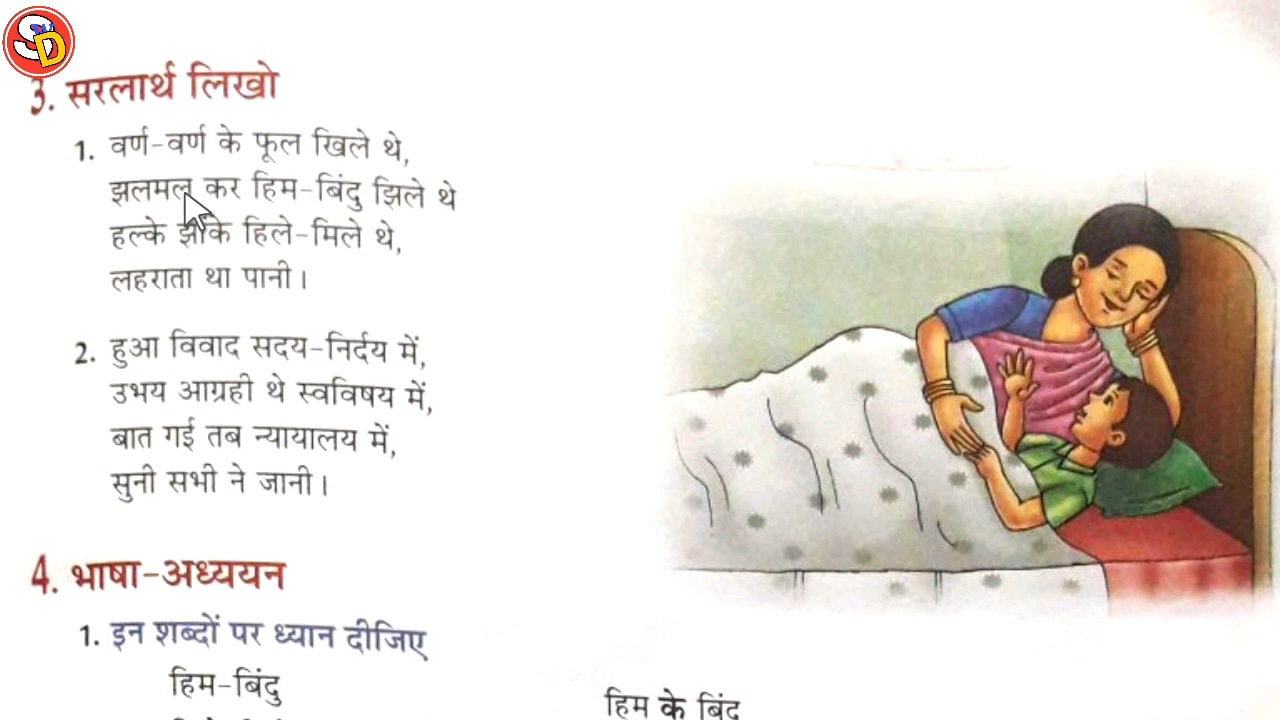 SD
3. सरलार्थ लिखो
1. वर्ण-वर्ण के फूल खिले थे,
झलमल कर हिम-बिंदु झिले थे
हल्के झोंके हिले-मिले थे,
लहराता था पानी।
2. हुआ विवाद सदय-निर्दय में,
उभय आग्रही थे स्वविषय में,
बात गई तब न्यायालय में,
सुनी सभी ने जानी।
4. भाषा-अध्ययन
1. इन शब्दों पर ध्यान दीजिए
हिम-बिंदु
हिम के बिंदु